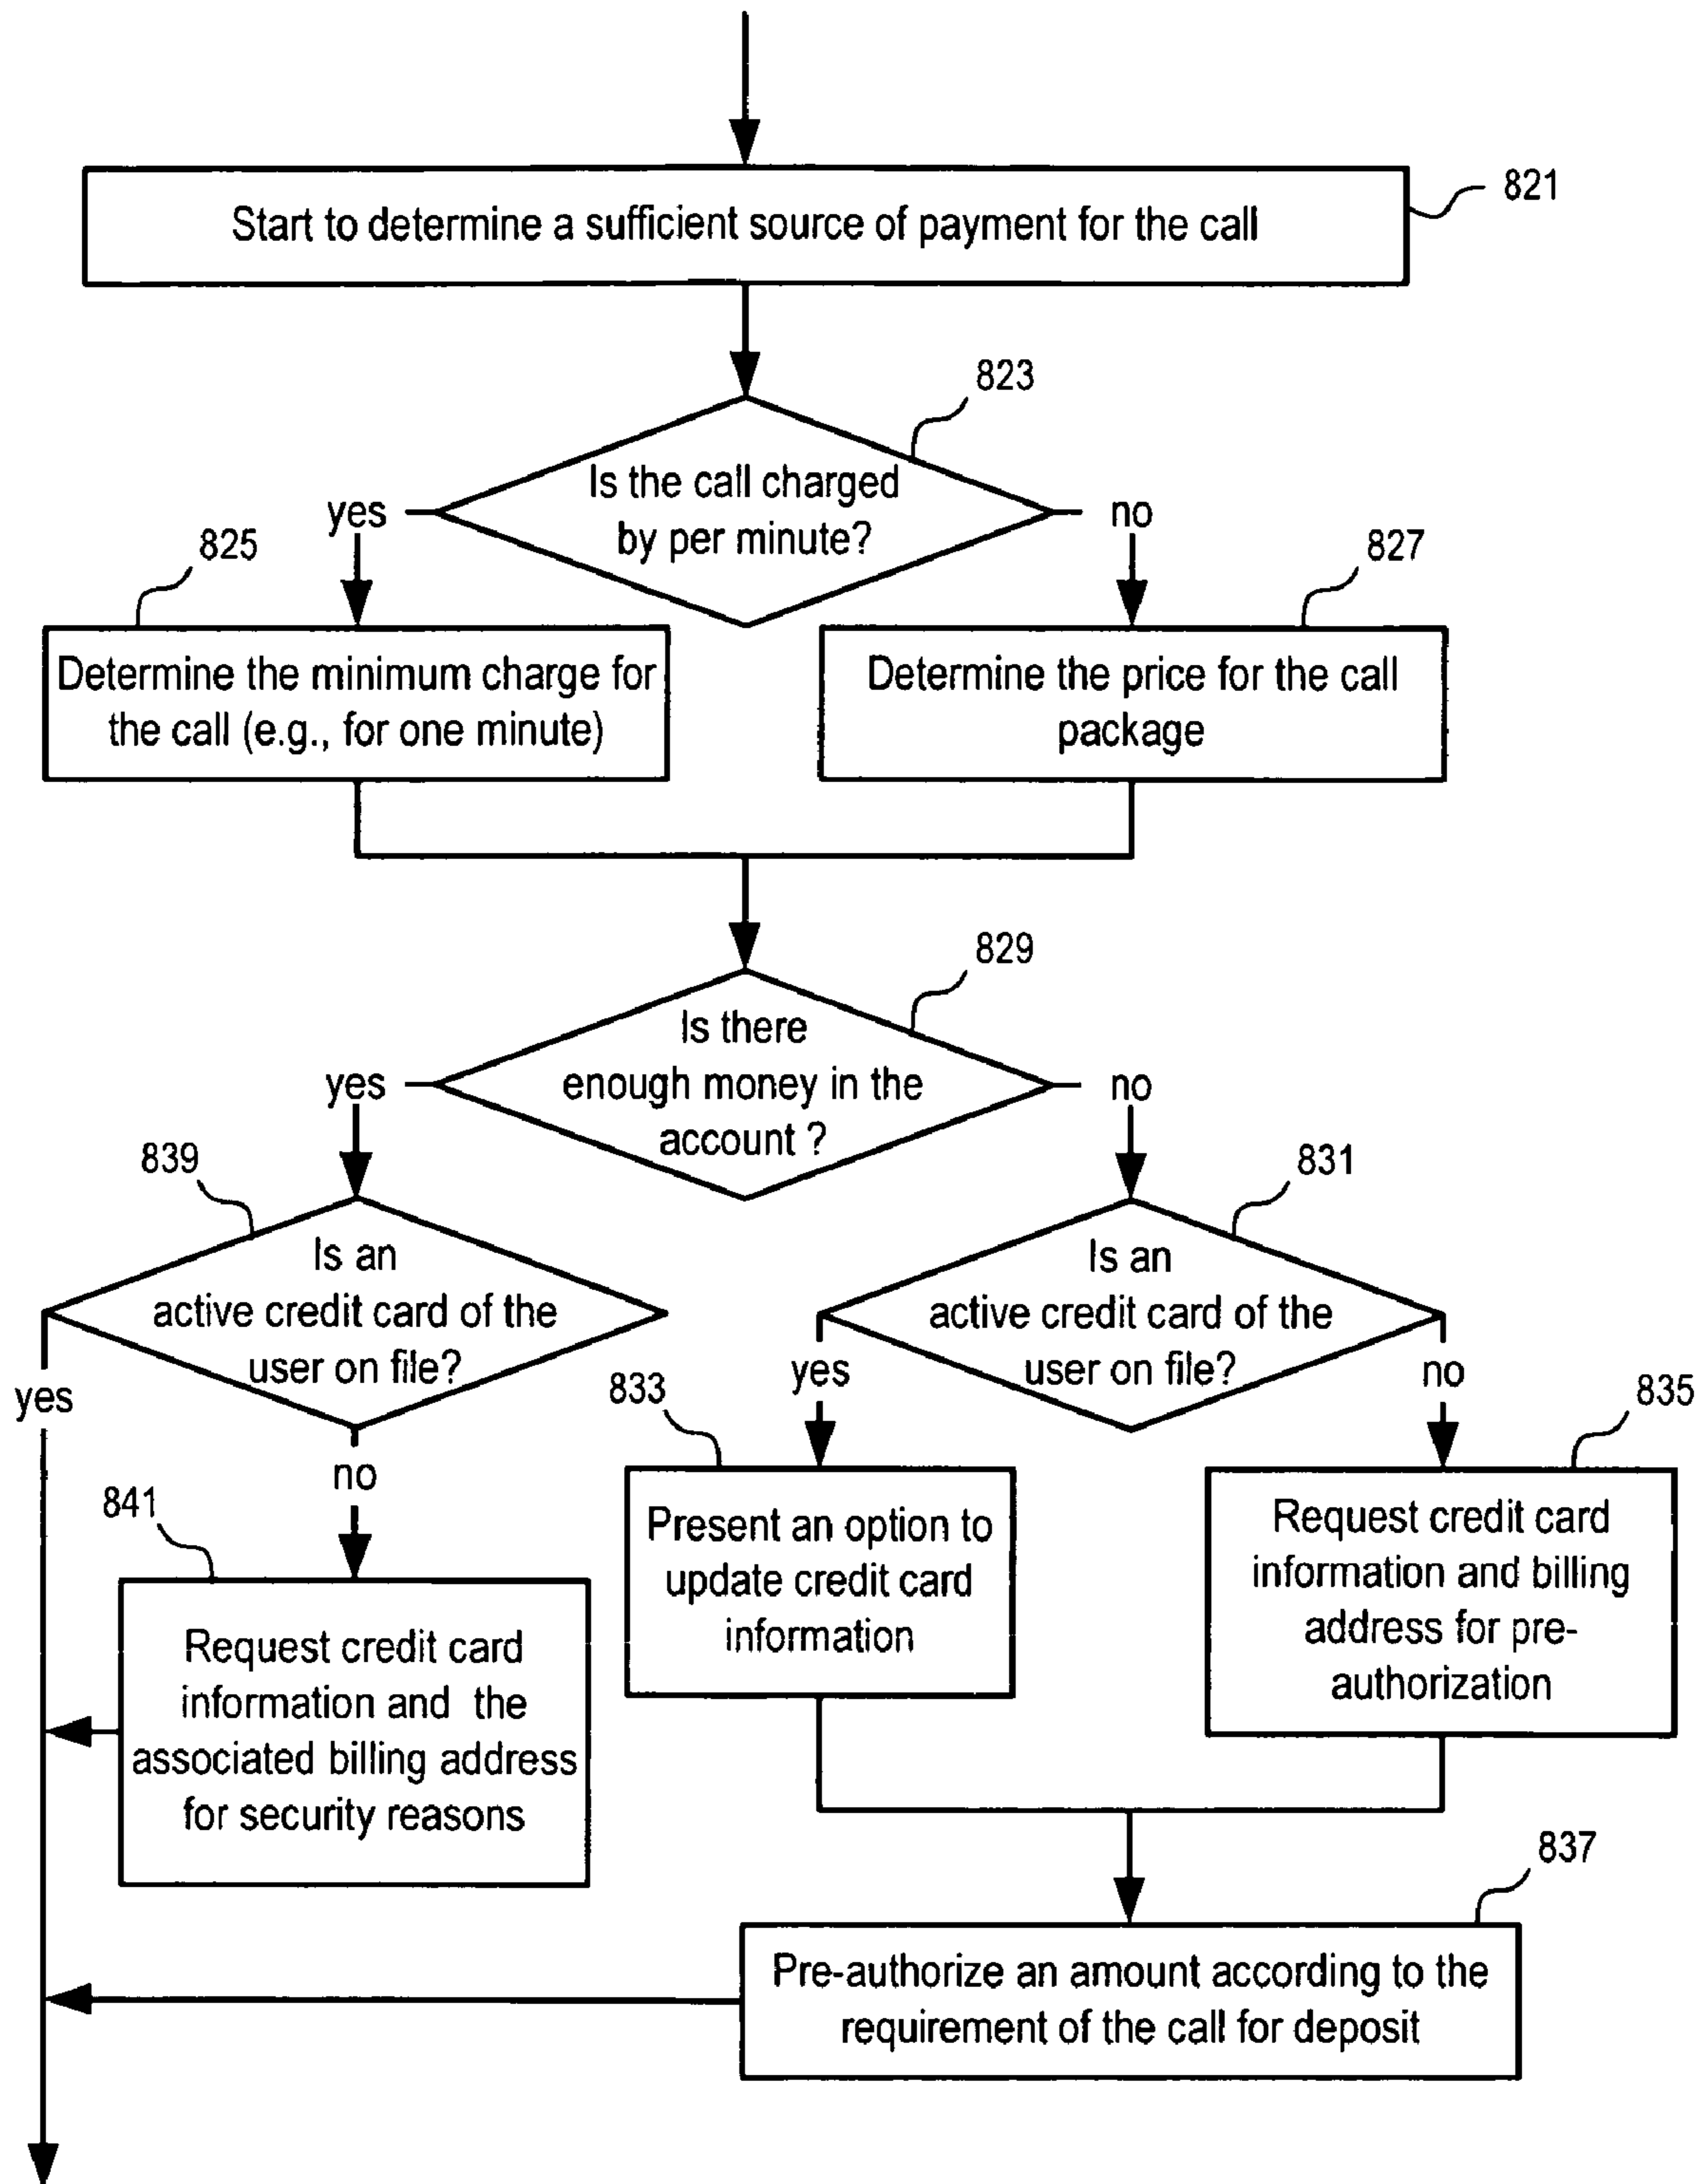 821
Start to determine a sufficient source of payment for the call
823
Is the call charged
by per minute?
yes
no
825
827
Determine the minimum charge for
the call (e.g., for one minute)
Determine the price for the call
package
829
Is there
enough money in the
account ?
yes
no
839
831
Is an
active credit card of the
user on file?
Is an
active credit card of the
user on file?
yes
no
yes
no
833
835
841
Present an option to
update credit card
information
Request credit card
information and billing
address for pre-
authorization
Request credit card
information and the
associated billing address
for security reasons
837
Pre-authorize an amount according to the
requirement of the call for deposit